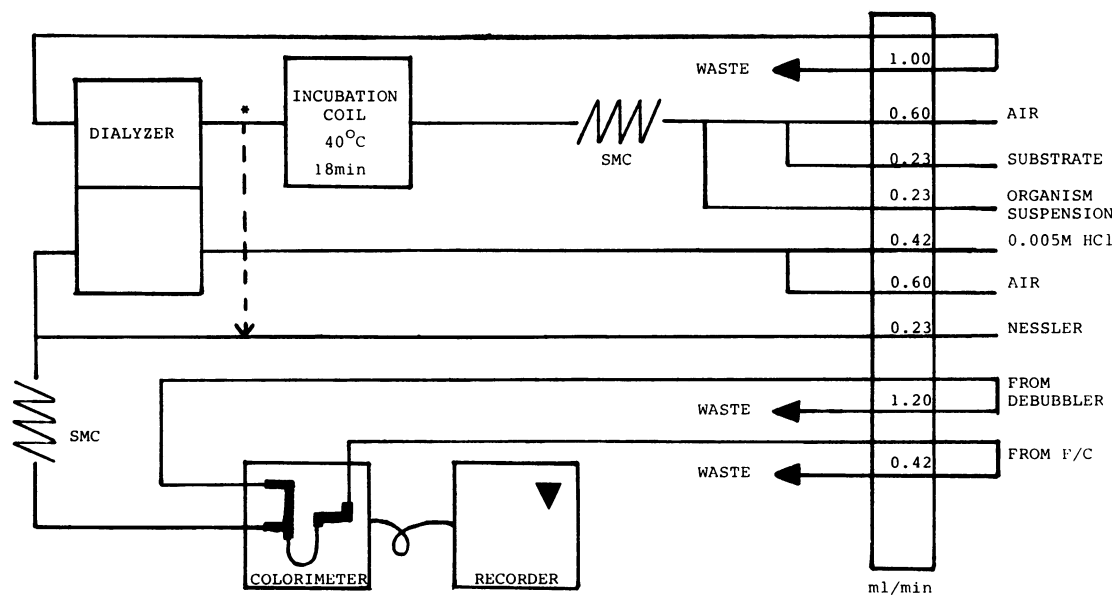 WASTE
1.00
INCUBATION
COIL
40°C
18min
DIALYZER
*
SMC
0.60 AIR
0.23 SUBSTRATE
0.23 ORGANISM
SUSPENSION
0.42 0.005M HCl
0.60 AIR
0.23 NESSLER
SMC
WASTE
1.20
FROM
DEBUBBLER
WASTE
0.42
FROM F/C
COLORIMETER
RECORDER
ml/min